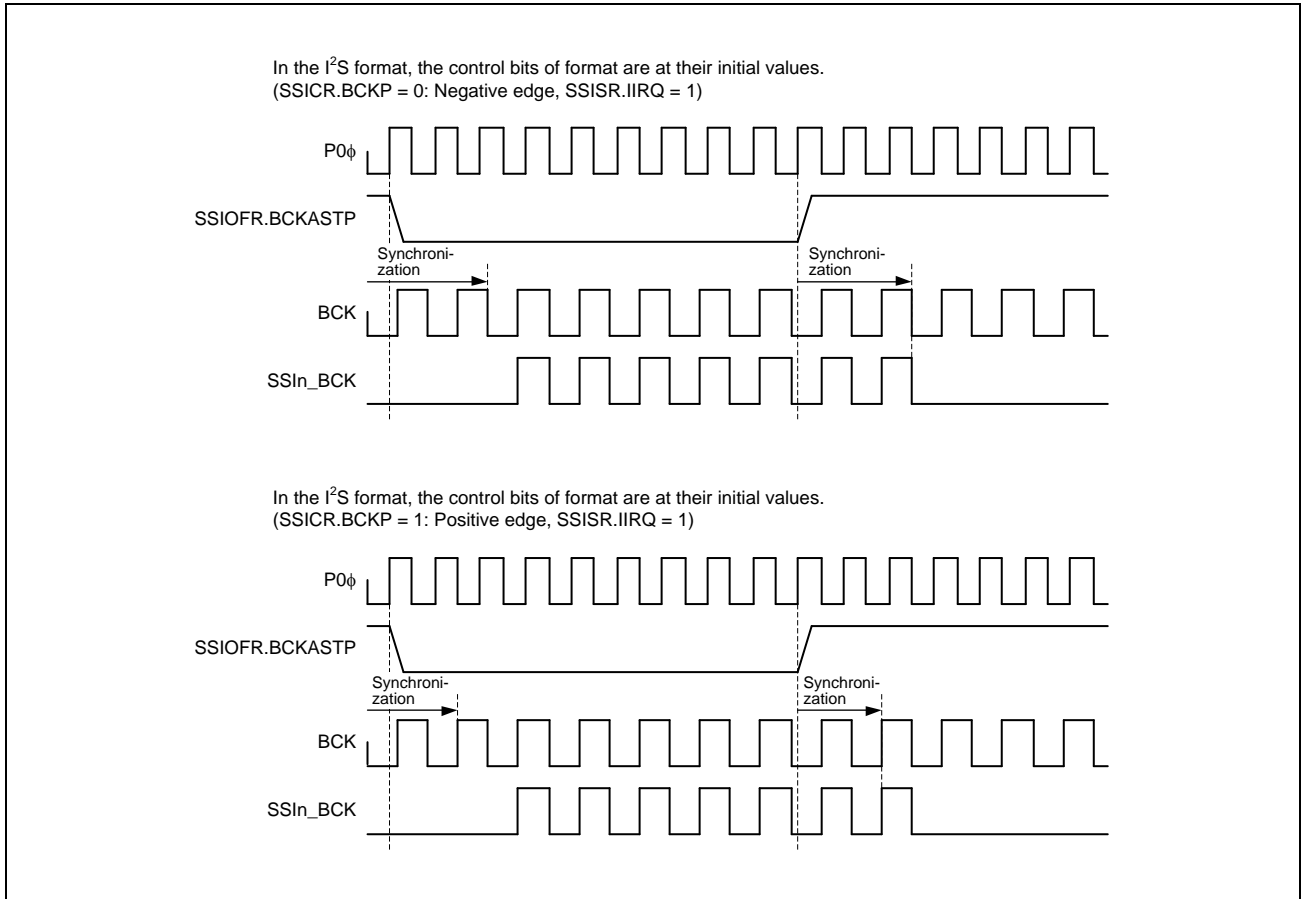 In the I²S format, the control bits of format are at their initial values.
(SSICR.BCKP = 0: Negative edge, SSISR.IIRQ = 1)
P0ϕ
SSIOFR.BCKASTP
Synchroni-
zation
Synchroni-
zation
BCK
SSIn_BCK
In the I²S format, the control bits of format are at their initial values.
(SSICR.BCKP = 1: Positive edge, SSISR.IIRQ = 1)
P0ϕ
SSIOFR.BCKASTP
Synchroni-
zation
Synchroni-
zation
BCK
SSIn_BCK